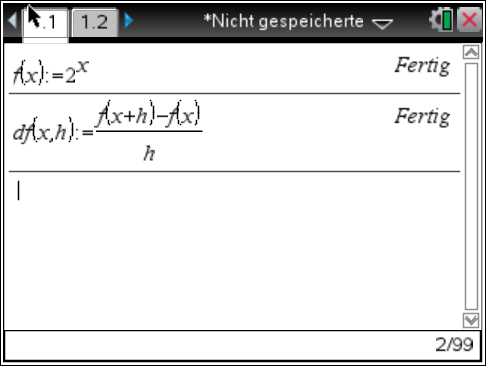 1.1 1.2 *Nicht gespeicherte
f(x):=2^x Fertig
df(x,h):=(f(x+h)−f(x))/h Fertig
2/99